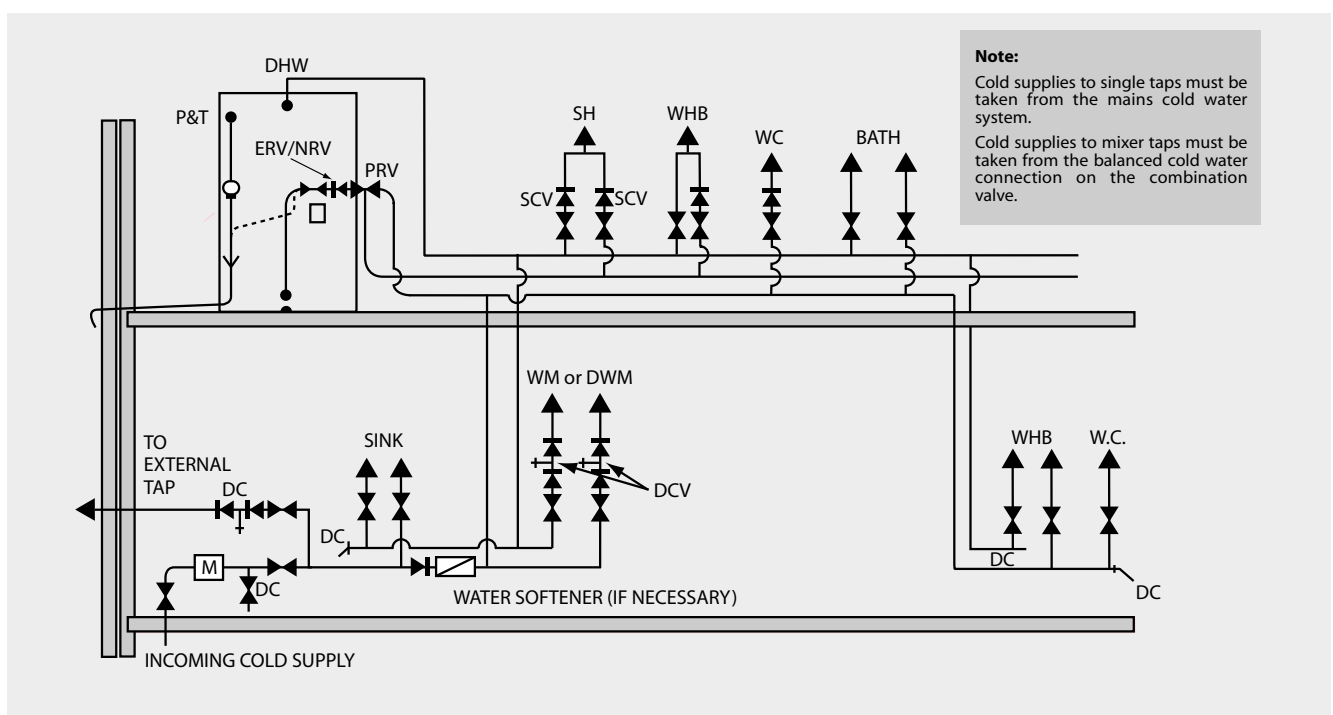 DHW
P&T
ERV/NRV
PRV
SH
WHB
WC
BATH
SCV
SCV
Note:
Cold supplies to single taps must be
taken from the mains cold water
system.
Cold supplies to mixer taps must be
taken from the balanced cold water
connection on the combination
valve.
WM or DWM
TO
EXTERNAL
TAP
SINK
DC
DCV
DC
WHB
W.C.
M
DC
DC
DC
WATER SOFTENER (IF NECESSARY)
INCOMING COLD SUPPLY